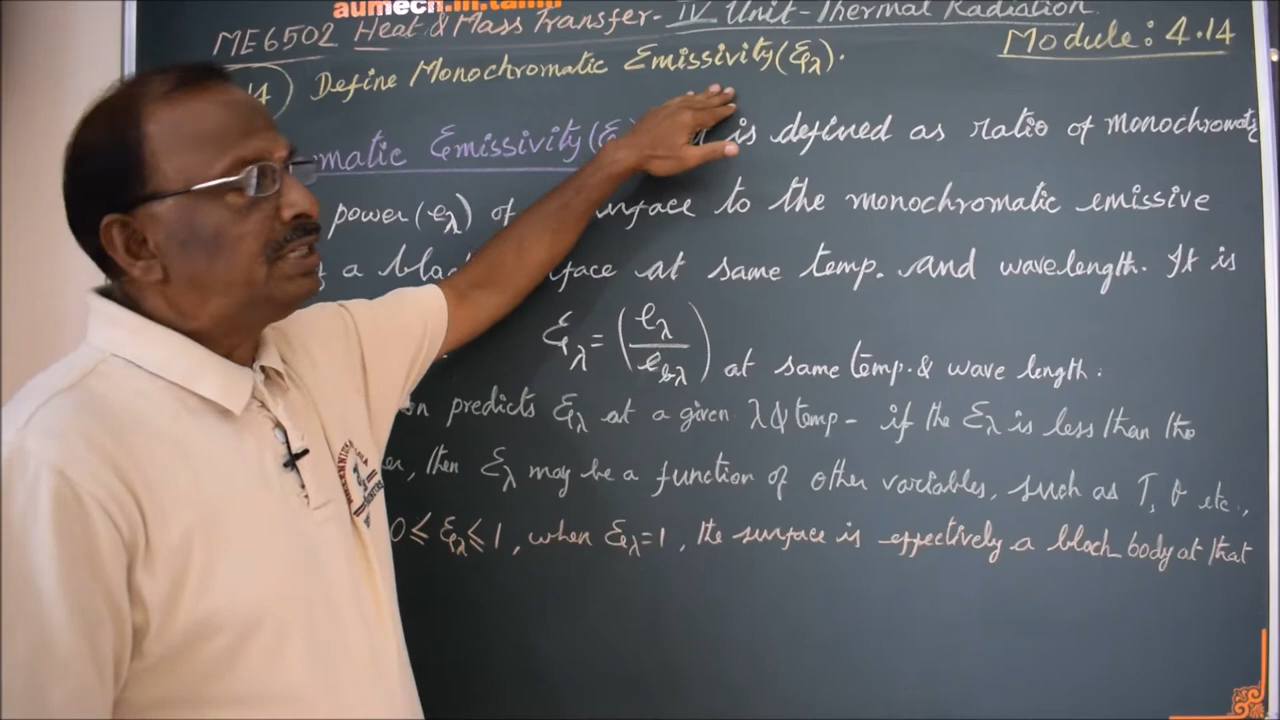 aumech.in.tamil
ME6502 Heat & Mass Transfer - IV Unit - Thermal Radiation
Module: 4.14
14) Define Monochromatic Emissivity(ελ).
matic Emissivity(ε is defined as ratio of monochromatic
power(eλ) of surface to the monochromatic emissive
a face at same temp. and wavelength. It is
ελ = (eλ/ebλ) at same temp. & wave length.
predicts ελ at a given λ & temp - if the ελ is less than the
then ελ may be a function of other variables, such as T, θ etc.,
0 ≤ ελ ≤ 1, when ελ=1, the surface is effectively a black body at that